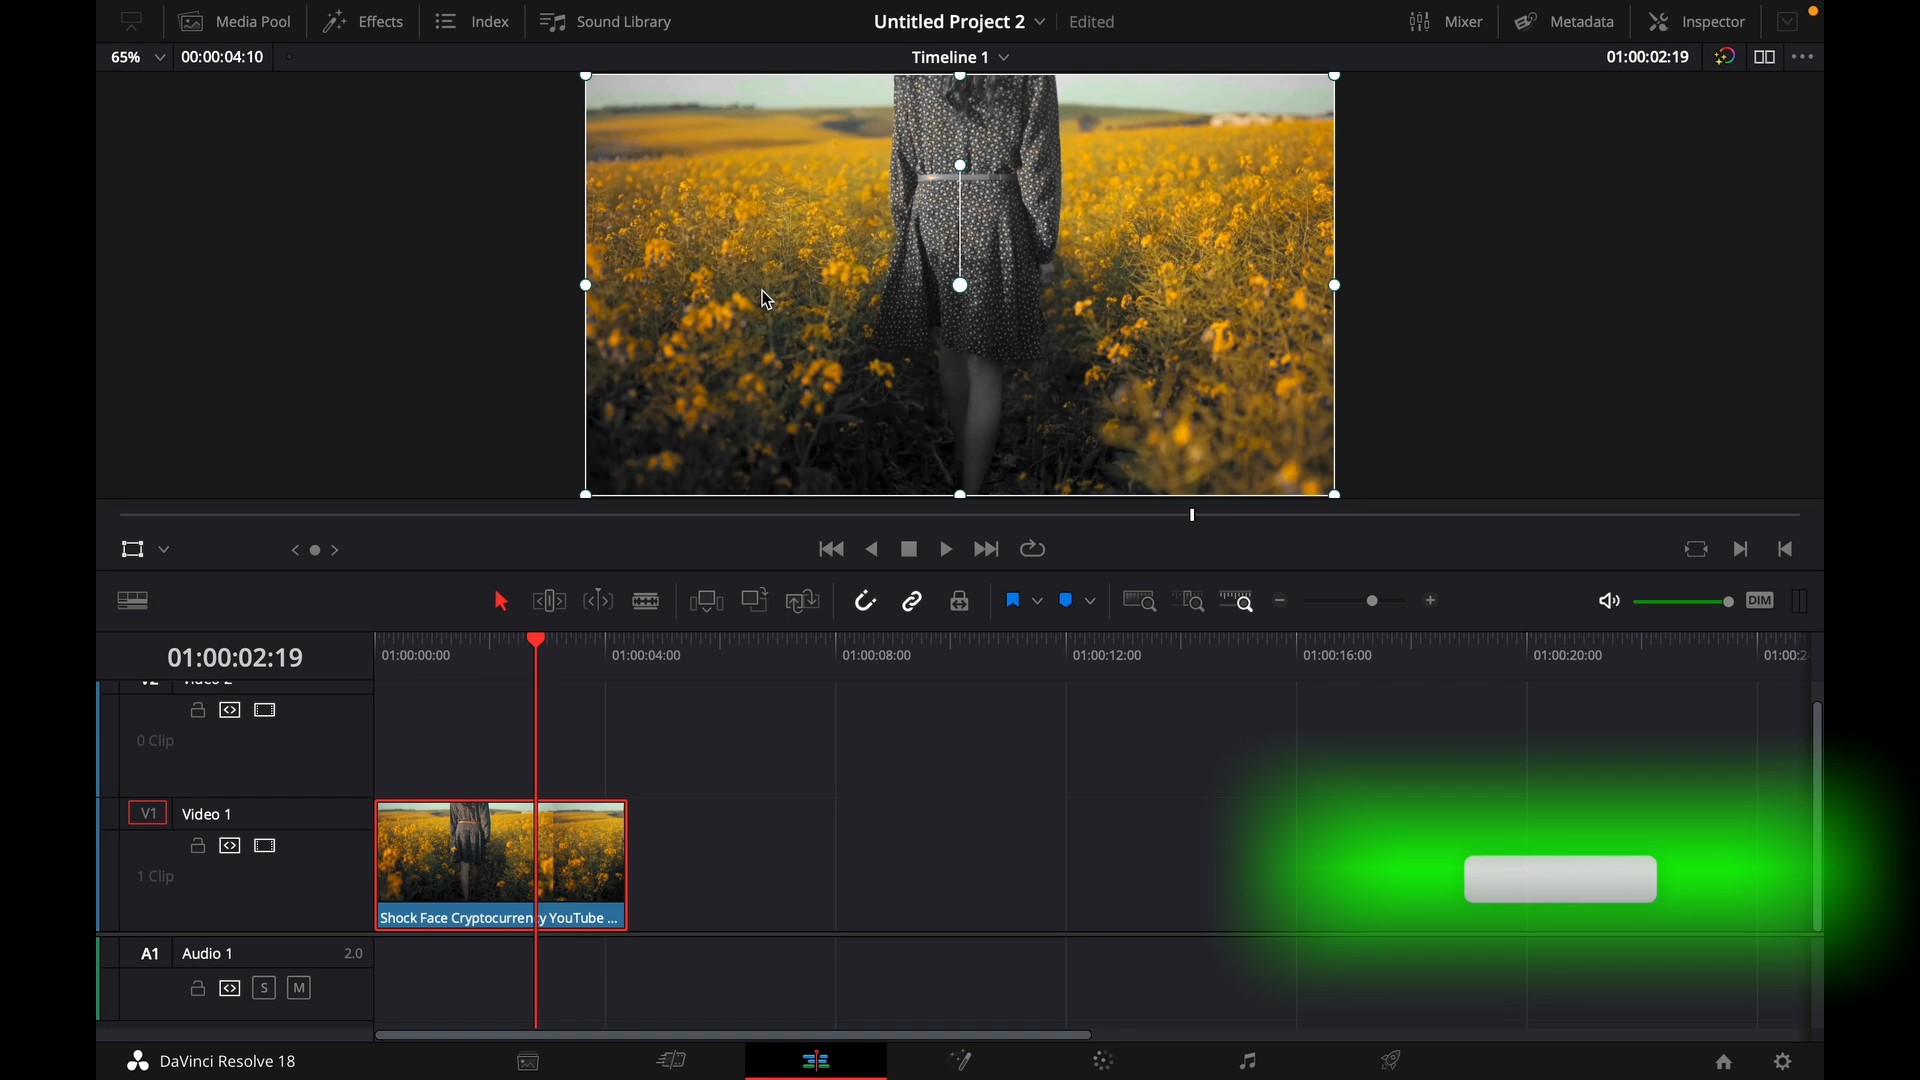 Media Pool
Effects
Index
Sound Library
Untitled Project 2
Edited
Mixer
Metadata
Inspector
65%
00:00:04:10
Timeline 1
01:00:02:19
DIM
01:00:02:19
01:00:00:00
01:00:04:00
01:00:08:00
01:00:12:00
01:00:16:00
01:00:20:00
01:00:2
V2 Video 2
0 Clip
V1 Video 1
1 Clip
Shock Face Cryptocurrency YouTube ...
A1 Audio 1 2.0
S M
DaVinci Resolve 18